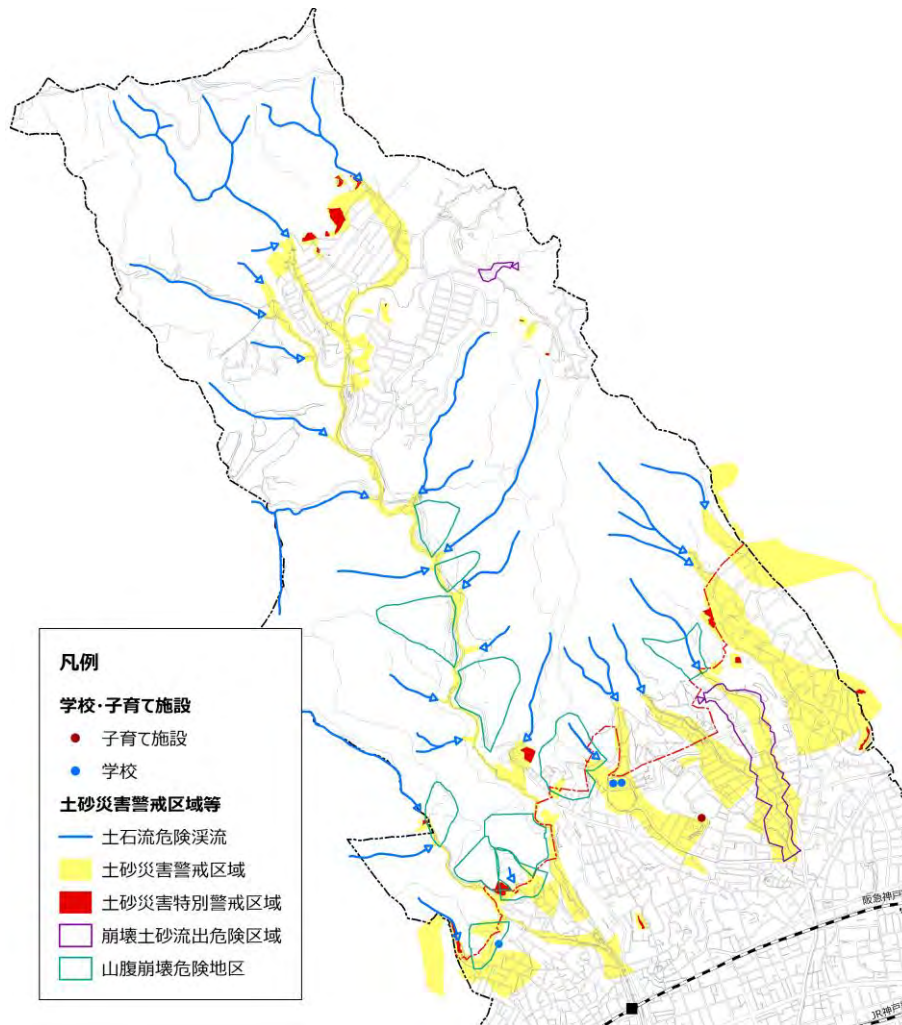 凡例
学校・子育て施設
子育て施設
学校
土砂災害警戒区域等
土石流危険渓流
土砂災害警戒区域
土砂災害特別警戒区域
崩壊土砂流出危険区域
山腹崩壊危険地区
阪急神戸
JR神戸